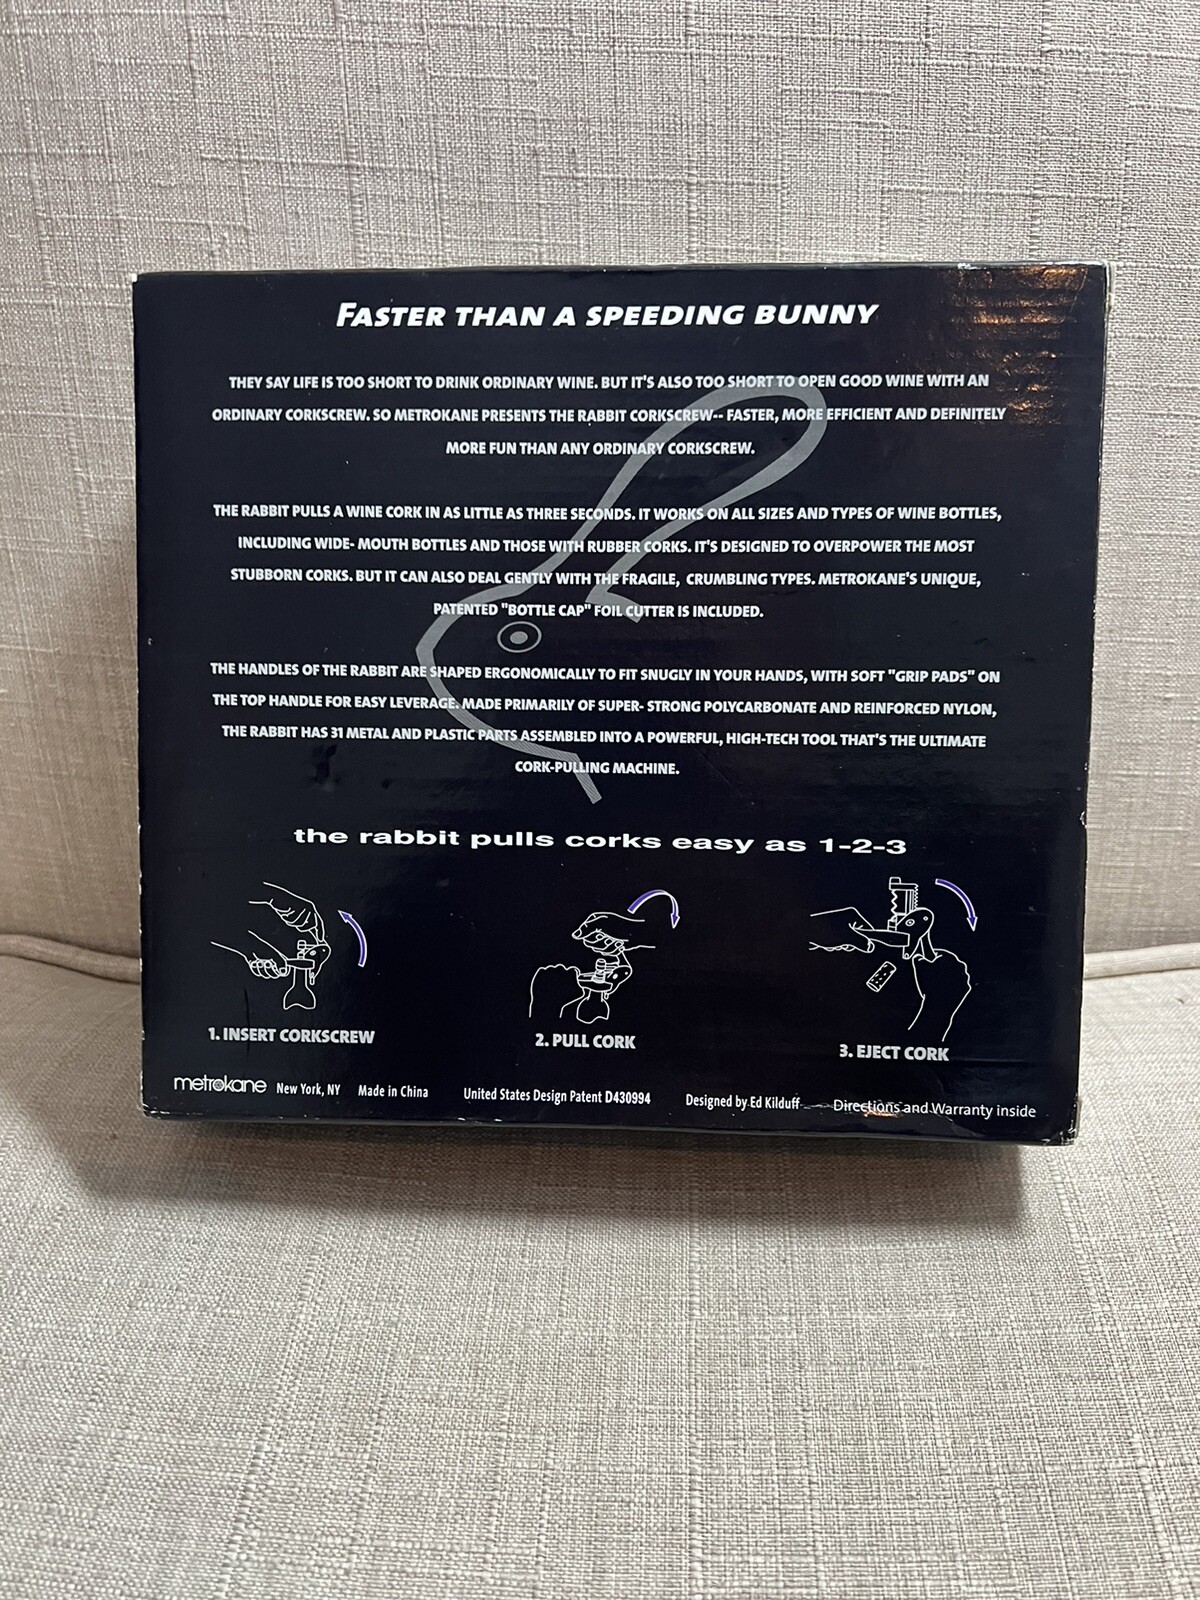 FASTER THAN A SPEEDING BUNNY
THEY SAY LIFE IS TOO SHORT TO DRINK ORDINARY WINE. BUT IT'S ALSO TOO SHORT TO OPEN GOOD WINE WITH AN
ORDINARY CORKSCREW. SO METROKANE PRESENTS THE RABBIT CORKSCREW-- FASTER, MORE EFFICIENT AND DEFINITELY
MORE FUN THAN ANY ORDINARY CORKSCREW.
THE RABBIT PULLS A WINE CORK IN AS LITTLE AS THREE SECONDS. IT WORKS ON ALL SIZES AND TYPES OF WINE BOTTLES,
INCLUDING WIDE- MOUTH BOTTLES AND THOSE WITH RUBBER CORKS. IT'S DESIGNED TO OVERPOWER THE MOST
STUBBORN CORKS. BUT IT CAN ALSO DEAL GENTLY WITH THE FRAGILE, CRUMBLING TYPES. METROKANE'S UNIQUE,
PATENTED "BOTTLE CAP" FOIL CUTTER IS INCLUDED.
THE HANDLES OF THE RABBIT ARE SHAPED ERGONOMICALLY TO FIT SNUGLY IN YOUR HANDS, WITH SOFT "GRIP PADS" ON
THE TOP HANDLE FOR EASY LEVERAGE. MADE PRIMARILY OF SUPER- STRONG POLYCARBONATE AND REINFORCED NYLON,
THE RABBIT HAS 31 METAL AND PLASTIC PARTS ASSEMBLED INTO A POWERFUL, HIGH-TECH TOOL THAT'S THE ULTIMATE
CORK-PULLING MACHINE.
the rabbit pulls corks easy as 1-2-3
1. INSERT CORKSCREW
2. PULL CORK
3. EJECT CORK
metrokane New York, NY Made in China United States Design Patent D430994 Designed by Ed Kilduff Directions and Warranty inside